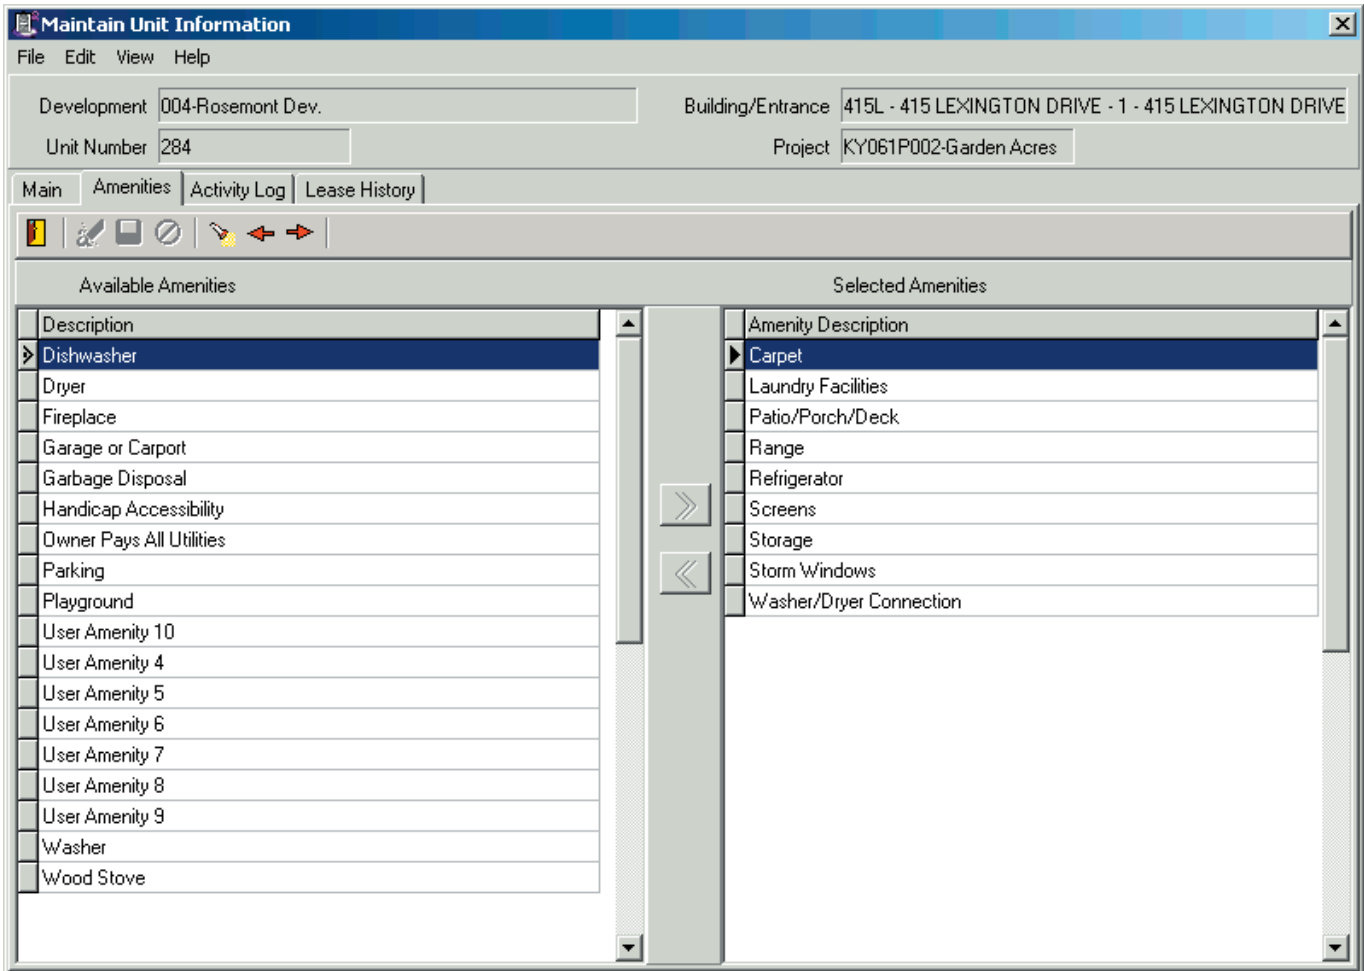 Maintain Unit Information
File Edit View Help
Development 004-Rosemont Dev. Building/Entrance 415L - 415 LEXINGTON DRIVE - 1 - 415 LEXINGTON DRIVE
Unit Number 284 Project KY061P002-Garden Acres
Main Amenities Activity Log Lease History
Available Amenities Selected Amenities
Description Amenity Description
Dishwasher Carpet
Dryer Laundry Facilities
Fireplace Patio/Porch/Deck
Garage or Carport Range
Garbage Disposal Refrigerator
Handicap Accessibility Screens
Owner Pays All Utilities Storage
Parking Storm Windows
Playground Washer/Dryer Connection
User Amenity 10
User Amenity 4
User Amenity 5
User Amenity 6
User Amenity 7
User Amenity 8
User Amenity 9
Washer
Wood Stove